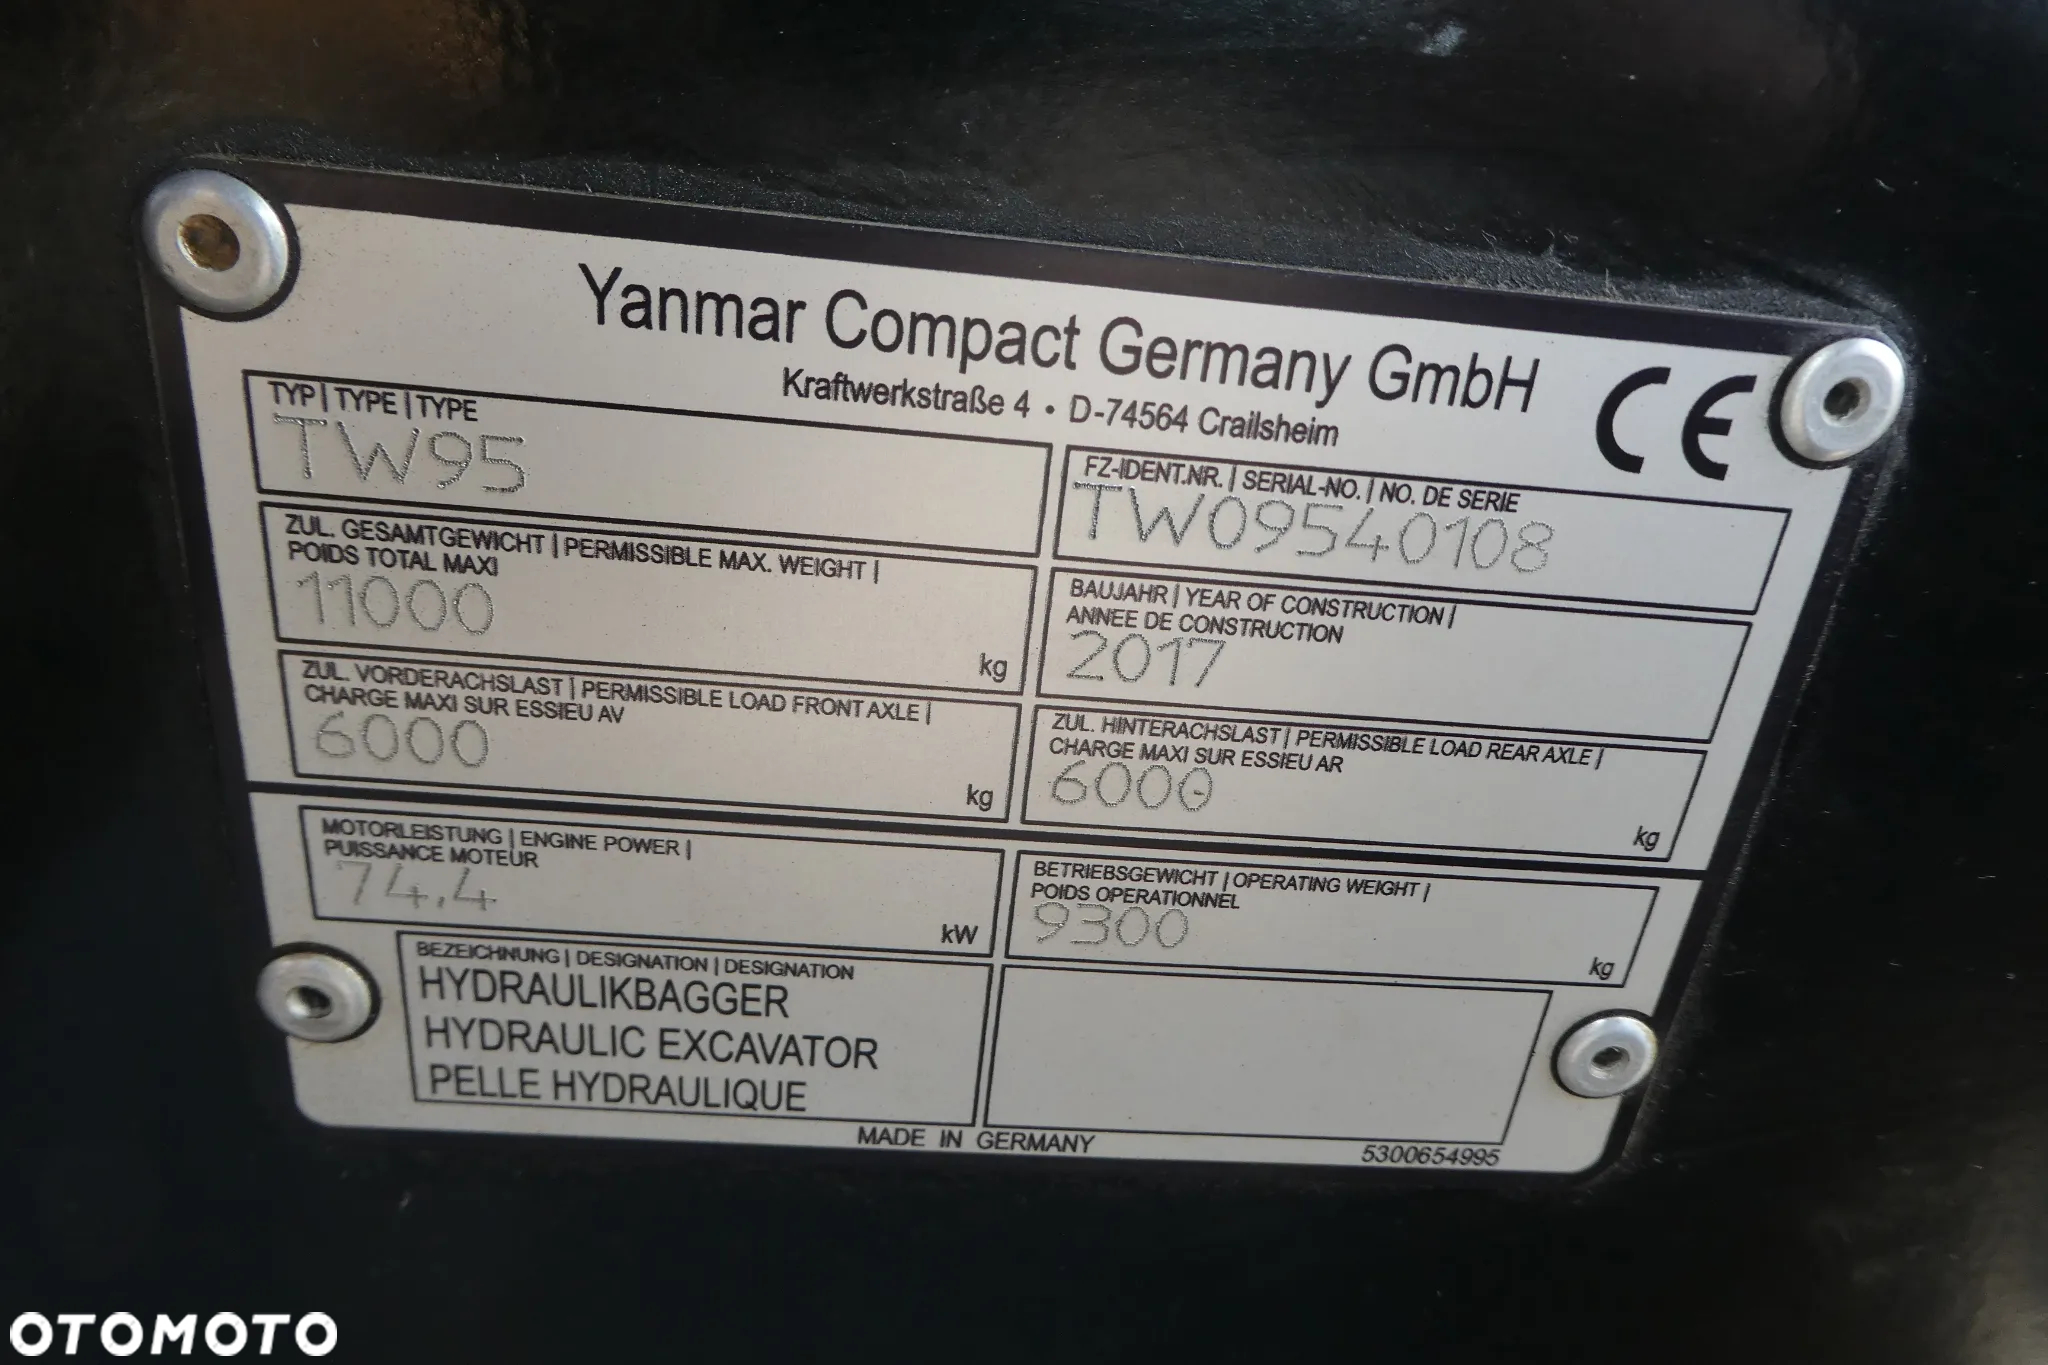 Yanmar Compact Germany GmbH
Kraftwerkstraße 4 • D-74564 Crailsheim
CE
TYP | TYPE | TYPE
TW95
FZ-IDENT.NR. | SERIAL-NO. | NO. DE SERIE
TW09540108
ZUL. GESAMTGEWICHT | PERMISSIBLE MAX. WEIGHT |
POIDS TOTAL MAXI
11000
kg
BAUJAHR | YEAR OF CONSTRUCTION |
ANNEE DE CONSTRUCTION
2017
ZUL. VORDERACHSLAST | PERMISSIBLE LOAD FRONT AXLE |
CHARGE MAXI SUR ESSIEU AV
6000
kg
ZUL. HINTERACHSLAST | PERMISSIBLE LOAD REAR AXLE |
CHARGE MAXI SUR ESSIEU AR
6000
kg
MOTORLEISTUNG | ENGINE POWER |
PUISSANCE MOTEUR
74.4
kW
BETRIEBSGEWICHT | OPERATING WEIGHT |
POIDS OPERATIONNEL
9300
kg
BEZEICHNUNG | DESIGNATION | DESIGNATION
HYDRAULIKBAGGER
HYDRAULIC EXCAVATOR
PELLE HYDRAULIQUE
MADE IN GERMANY
5300654995
OTOMOTO